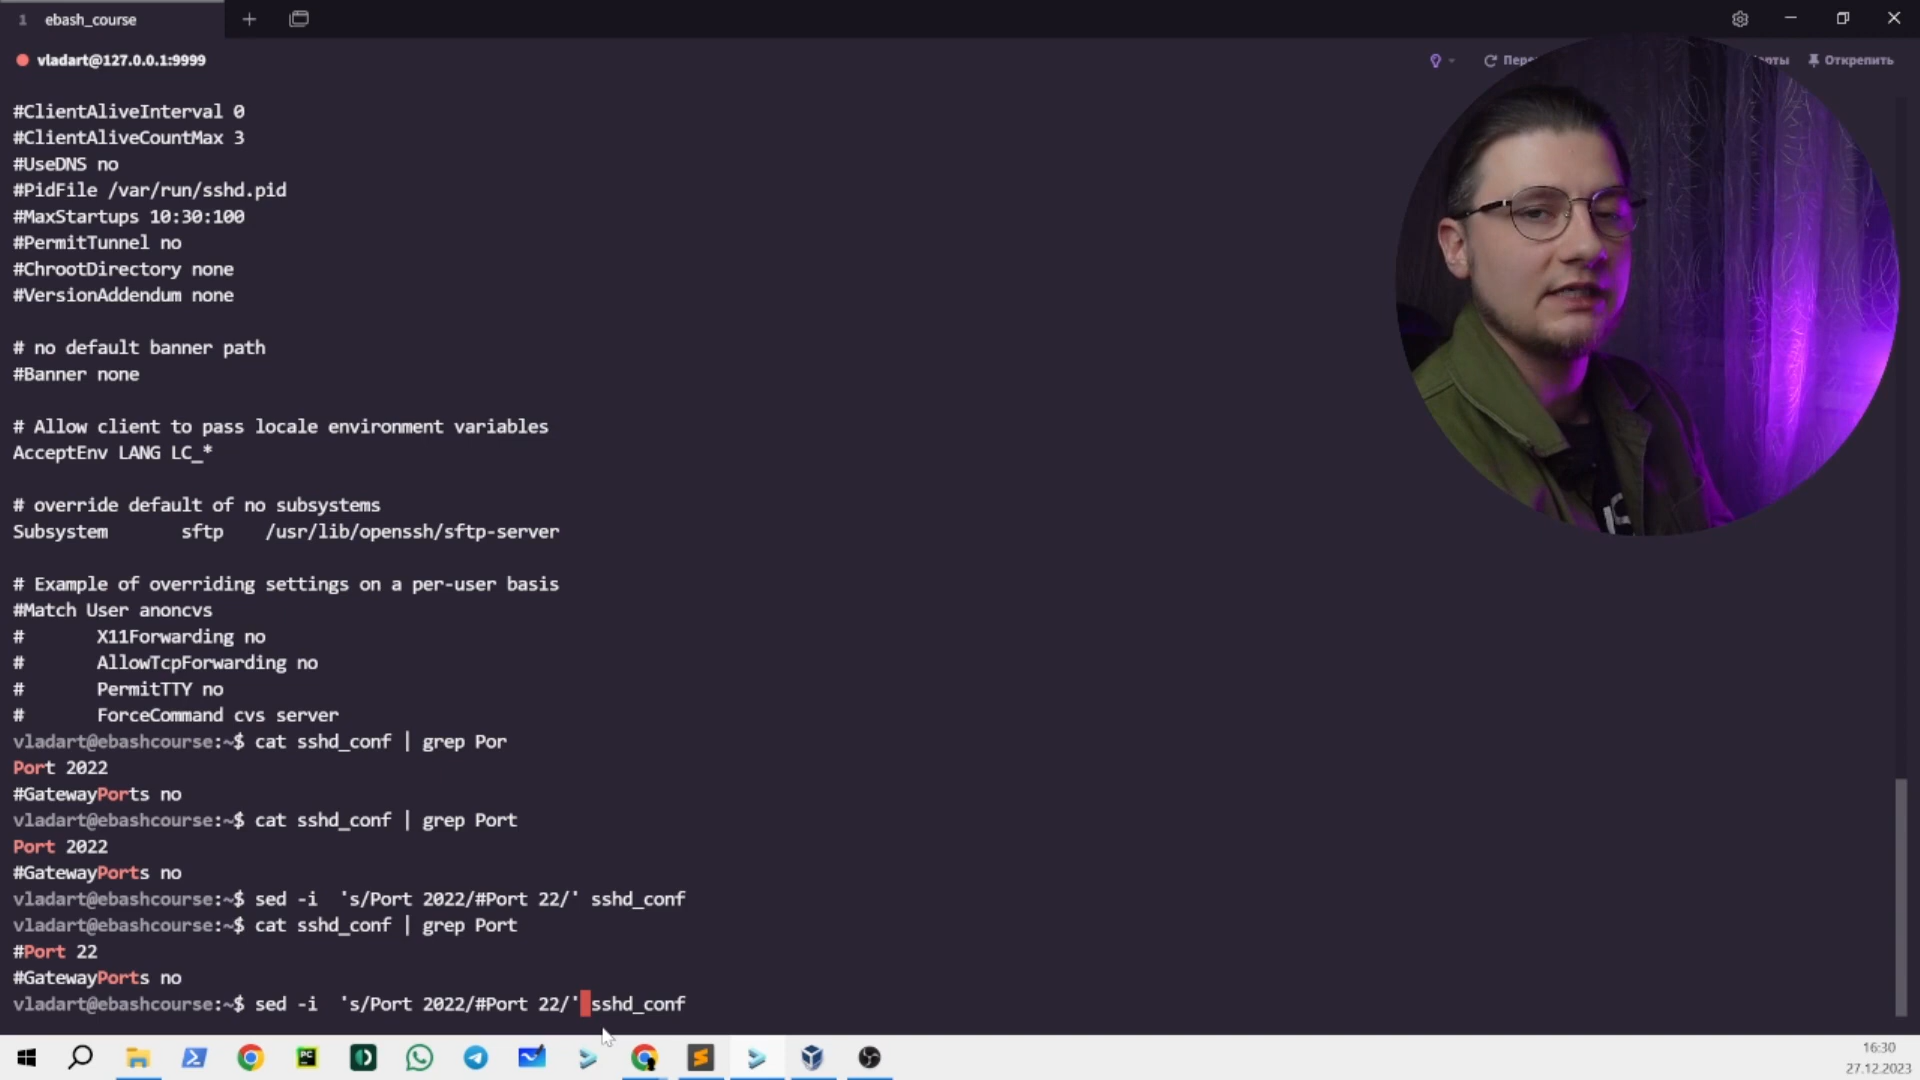 1 ebash_course
vladart@127.0.0.1:9999
Открепить
#ClientAliveInterval 0
#ClientAliveCountMax 3
#UseDNS no
#PidFile /var/run/sshd.pid
#MaxStartups 10:30:100
#PermitTunnel no
#ChrootDirectory none
#VersionAddendum none
# no default banner path
#Banner none
# Allow client to pass locale environment variables
AcceptEnv LANG LC_*
# override default of no subsystems
Subsystem sftp /usr/lib/openssh/sftp-server
# Example of overriding settings on a per-user basis
#Match User anoncvs
# X11Forwarding no
# AllowTcpForwarding no
# PermitTTY no
# ForceCommand cvs server
vladart@ebashcourse:~$ cat sshd_conf | grep Por
Port 2022
#GatewayPorts no
vladart@ebashcourse:~$ cat sshd_conf | grep Port
Port 2022
#GatewayPorts no
vladart@ebashcourse:~$ sed -i  's/Port 2022/#Port 22/' sshd_conf
vladart@ebashcourse:~$ cat sshd_conf | grep Port
#Port 22
#GatewayPorts no
vladart@ebashcourse:~$ sed -i  's/Port 2022/#Port 22/' sshd_conf
16:30
27.12.2023